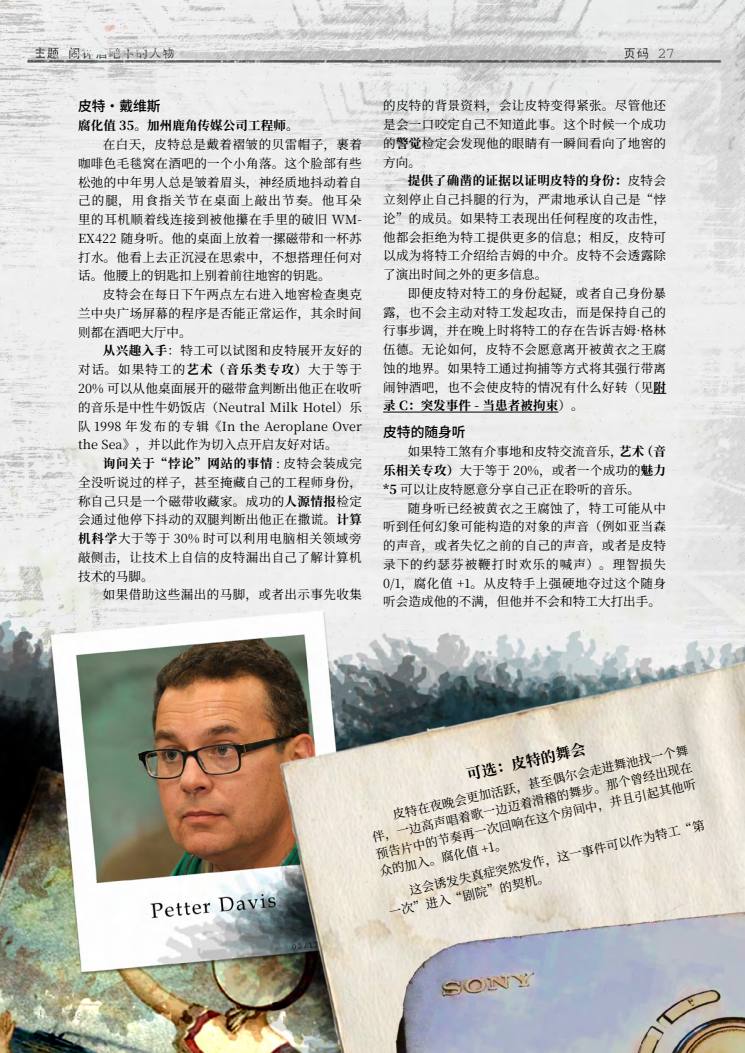 主题 闹钟酒吧中的人物
页码 27
皮特・戴维斯
腐化值 35。加州鹿角传媒公司工程师。
在白天，皮特总是戴着褶皱的贝雷帽子，裹着
咖啡色毛毯窝在酒吧的一个小角落。这个脸部有些
松弛的中年男人总是皱着眉头，神经质地抖动着自
己的腿，用食指关节在桌面上敲出节奏。他耳朵
里的耳机顺着线连接到被他攥在手里的破旧 WM-
EX422 随身听。他的桌面上放着一摞磁带和一杯苏
打水。他看上去正沉浸在思索中，不想搭理任何对
话。他腰上的钥匙扣上别着前往地窖的钥匙。
皮特会在每日下午两点左右进入地窖检查奥克
兰中央广场屏幕的程序是否能正常运作，其余时间
则都在酒吧大厅中。
从兴趣入手：特工可以试图和皮特展开友好的
对话。如果特工的艺术（音乐类专攻）大于等于
20% 可以从他桌面展开的磁带盒判断出他正在收听
的音乐是中性牛奶饭店（Neutral Milk Hotel）乐
队 1998 年发布的专辑《In the Aeroplane Over
the Sea》，并以此作为切入点开启友好对话。
询问关于“悖论”网站的事情：皮特会装成完
全没听说过的样子，甚至掩藏自己的工程师身份，
称自己只是一个磁带收藏家。成功的人源情报检定
会通过他停下抖动的双腿判断出他正在撒谎。计算
机科学大于等于 30% 时可以利用电脑相关领域旁
敲侧击，让技术上自信的皮特漏出自己了解计算机
技术的马脚。
如果借助这些漏出的马脚，或者出示事先收集
的皮特的背景资料，会让皮特变得紧张。尽管他还
是会一口咬定自己不知道此事。这个时候一个成功
的警觉检定会发现他的眼睛有一瞬间看向了地窖的
方向。
提供了确凿的证据以证明皮特的身份：皮特会
立刻停止自己抖腿的行为，严肃地承认自己是“悖
论”的成员。如果特工表现出任何程度的攻击性，
他都会拒绝为特工提供更多的信息；相反，皮特可
以成为将特工介绍给吉姆的中介。皮特不会透露除
了演出时间之外的更多信息。
即便皮特对特工的身份起疑，或者自己身份暴
露，也不会主动对特工发起攻击，而是保持自己的
行事步调，并在晚上时将特工的存在告诉吉姆·格林
伍德。无论如何，皮特不会愿意离开被黄衣之王腐
蚀的地界。如果特工通过拘捕等方式将其强行带离
闹钟酒吧，也不会使皮特的情况有什么好转（见附
录 C：突发事件 - 当患者被拘束）。
皮特的随身听
如果特工煞有介事地和皮特交流音乐，艺术（音
乐相关专攻）大于等于 20%，或者一个成功的魅力
*5 可以让皮特愿意分享自己正在聆听的音乐。
随身听已经被黄衣之王腐蚀了，特工可能从中
听到任何幻象可能构造的对象的声音（例如亚当森
的声音，或者失忆之前的自己的声音，或者是皮特
录下的约瑟芬被鞭打时欢乐的喊声）。理智损失
0/1，腐化值 +1。从皮特手上强硬地夺过这个随身
听会造成他的不满，但他并不会和特工大打出手。
Petter Davis
可选：皮特的舞会
皮特在夜晚会更加活跃，甚至偶尔会走进舞池找一个舞
伴，一边高声唱着歌一边迈着滑稽的舞步。那个曾经出现在
预告片中的节奏再一次回响在这个房间中，并且引起其他听
众的加入。腐化值 +1。
这会诱发失真症突然发作，这一事件可以作为特工“第
一次”进入“剧院”的契机。
SONY